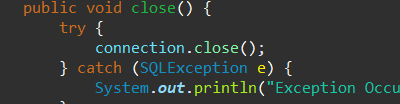 public void close() {
try {
connection.close();
} catch (SQLException e) {
System.out.println("Exception Occu